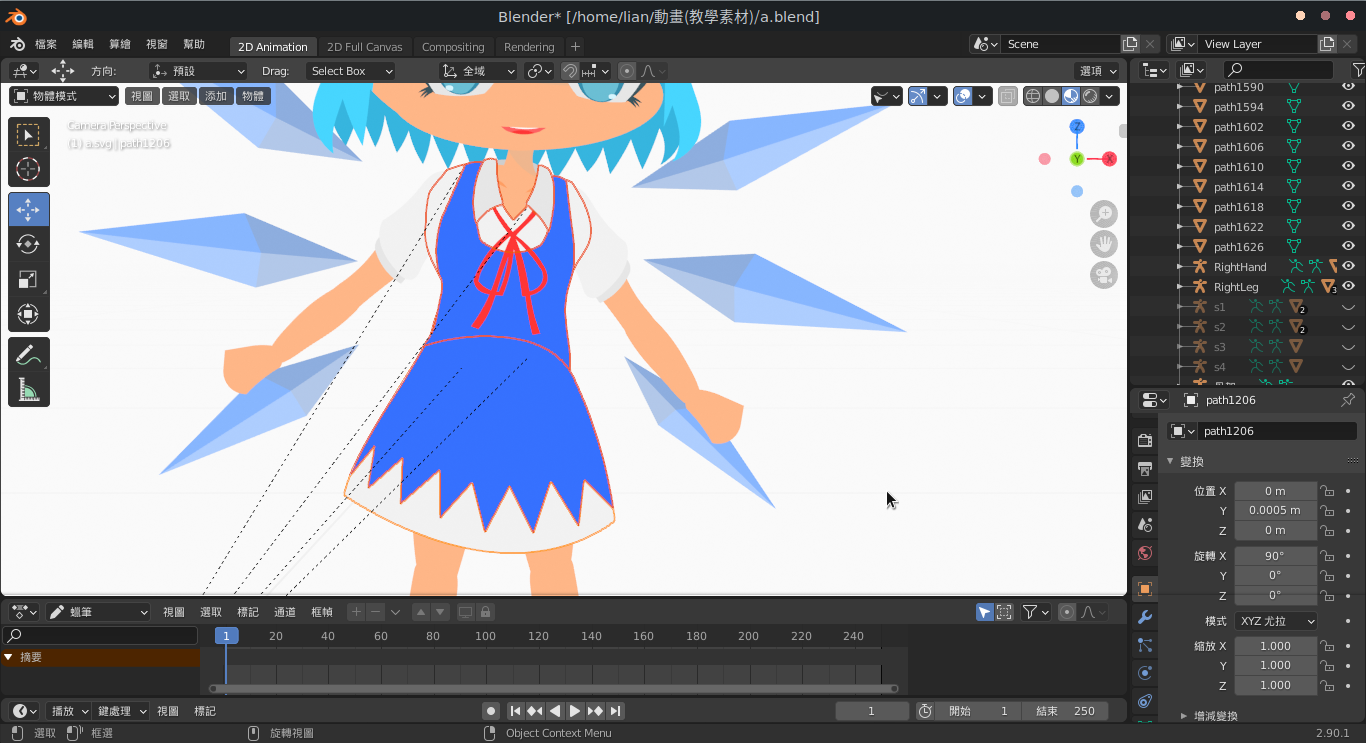 Blender* [/home/lian/動畫(教學素材)/a.blend]
檔案 編輯 算繪 視窗 幫助 2D Animation 2D Full Canvas Compositing Rendering + Scene View Layer
方向: 預設 Drag: Select Box 全域 選項
物體模式 視圖 選取 添加 物體
Camera Perspective
(1) a.svg | path1206
Z
Y X
path1590
path1594
path1602
path1606
path1610
path1614
path1618
path1622
path1626
RightHand
RightLeg 3
s1 2
s2 2
s3
s4
path1206
path1206
變換
位置 X 0 m
Y 0.0005 m
Z 0 m
旋轉 X 90°
Y 0°
Z 0°
模式 XYZ 尤拉
縮放 X 1.000
Y 1.000
Z 1.000
增減變換
蠟筆 視圖 選取 標記 通道 框幀
1 20 40 60 80 100 120 140 160 180 200 220 240
摘要
播放 鍵處理 視圖 標記 1 開始 1 結束 250
選取 框選 旋轉視圖 Object Context Menu 2.90.1